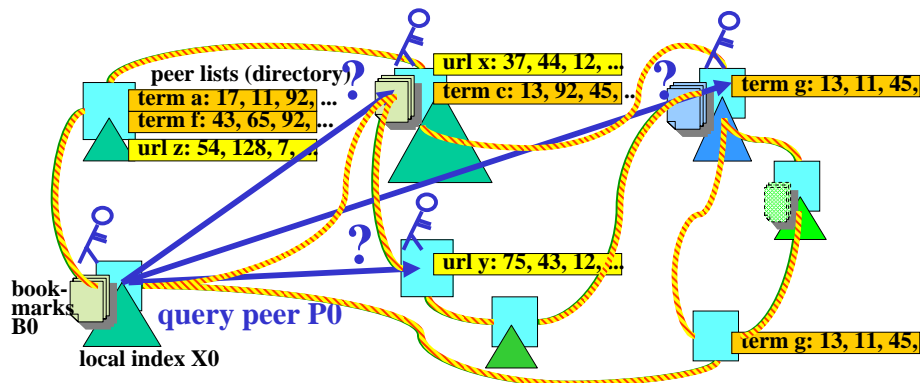 url x: 37, 44, 12, ...
peer lists (directory)
?
?
term g: 13, 11, 45,
term a: 17, 11, 92, ...
term c: 13, 92, 45, ..
term f: 43, 65, 92, ...
url z: 54, 128, 7, ...
?
url y: 75, 43, 12, ...
book-
marks
B0
query peer P0
term g: 13, 11, 45,
local index X0